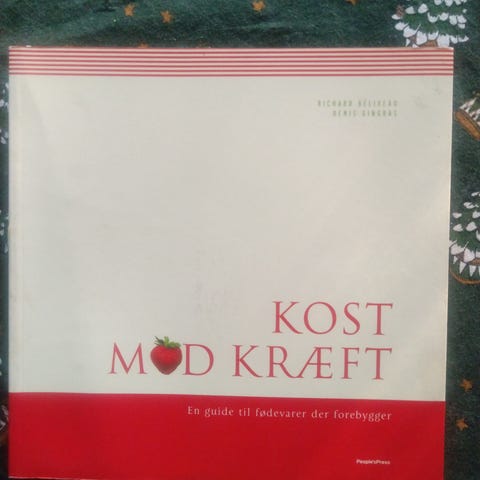 RICHARD BÉLIVEAU
DENIS GINGRAS
KOST
MOD KRÆFT
En guide til fødevarer der forebygger
People'sPress